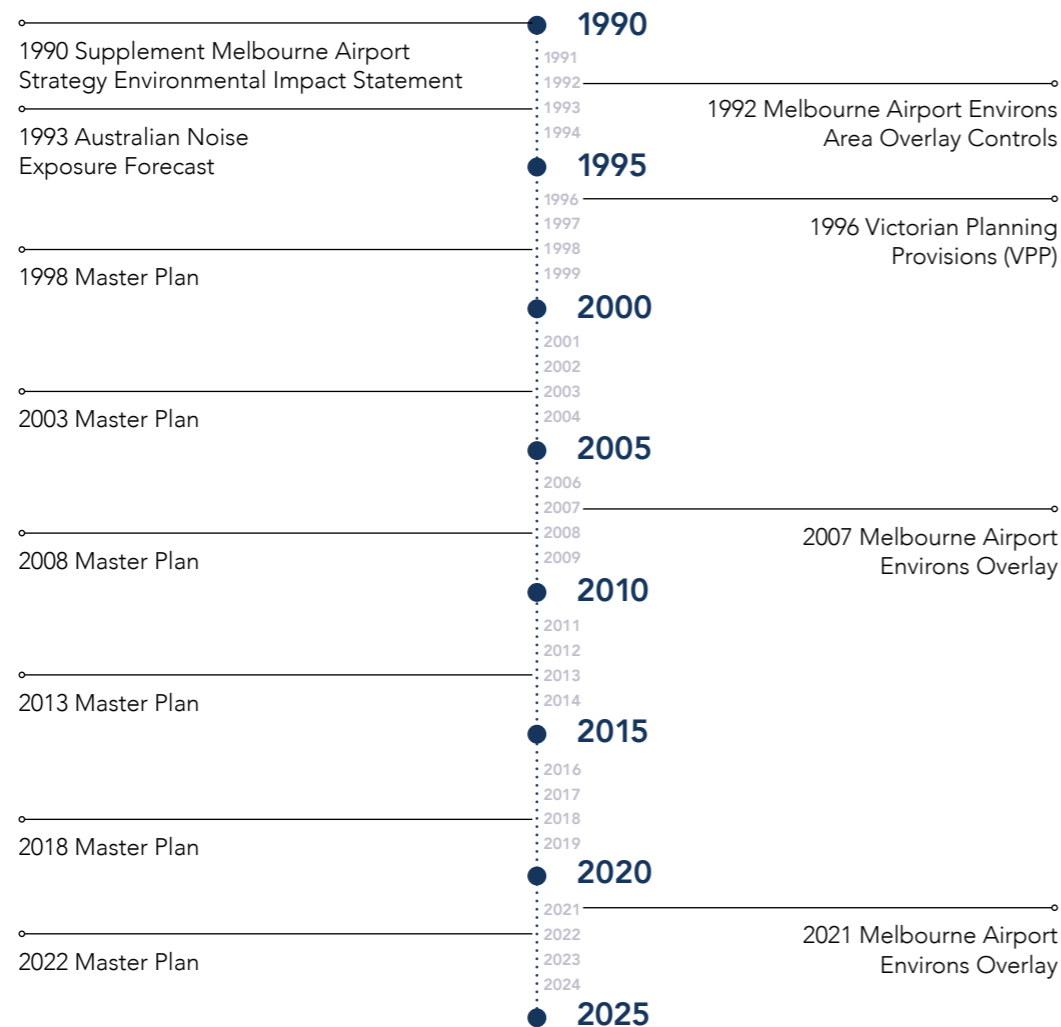 1990
1990 Supplement Melbourne Airport
Strategy Environmental Impact Statement
1991
1992
1992 Melbourne Airport Environs
Area Overlay Controls
1993
1993 Australian Noise
Exposure Forecast
1994
1995
1996
1996 Victorian Planning
Provisions (VPP)
1997
1998
1998 Master Plan
1999
2000
2001
2002
2003
2003 Master Plan
2004
2005
2006
2007
2007 Melbourne Airport
Environs Overlay
2008
2008 Master Plan
2009
2010
2011
2012
2013
2013 Master Plan
2014
2015
2016
2017
2018
2018 Master Plan
2019
2020
2021
2021 Melbourne Airport
Environs Overlay
2022
2022 Master Plan
2023
2024
2025